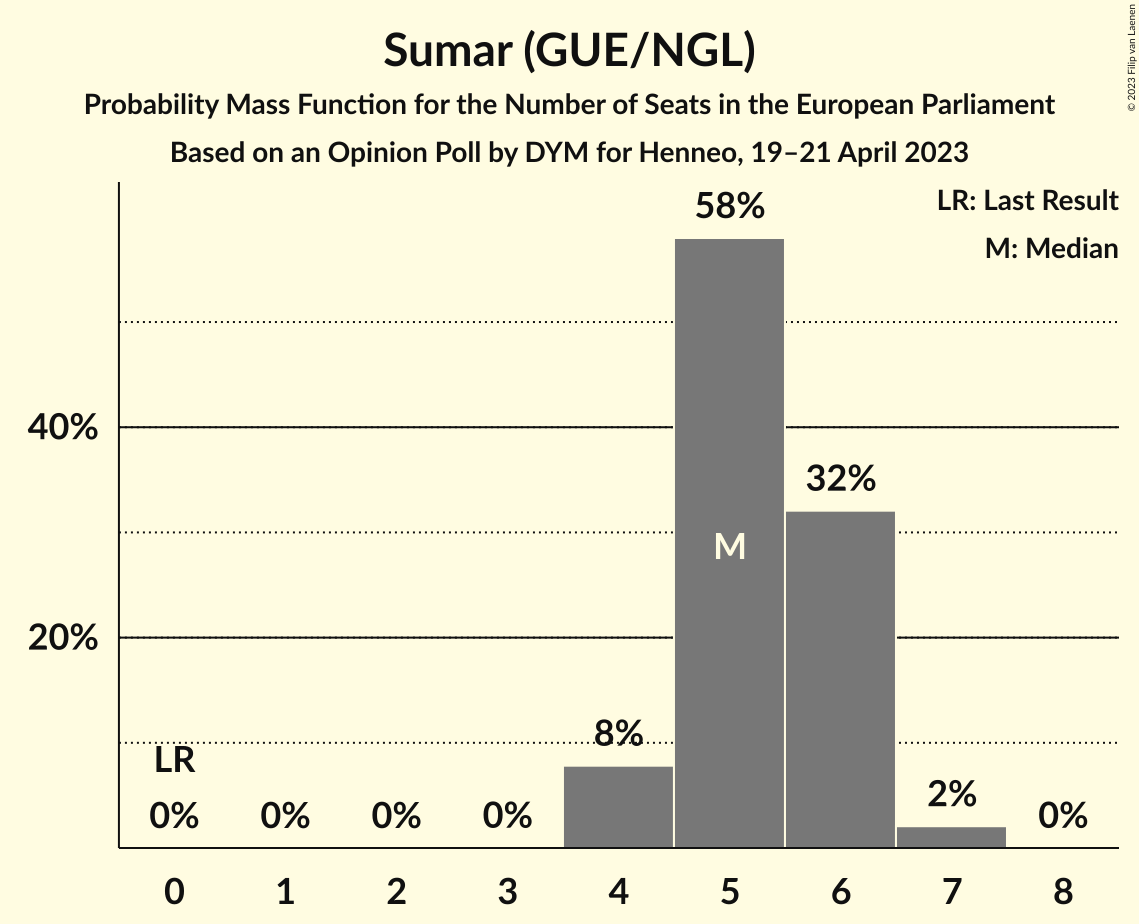 Sumar (GUE/NGL)
Probability Mass Function for the Number of Seats in the European Parliament
Based on an Opinion Poll by DYM for Henneo, 19–21 April 2023
© 2023 Filip van Laenen
LR: Last Result
M: Median
58%
40%
32%
M
20%
8%
LR
2%
0% 0% 0% 0% 0%
0 1 2 3 4 5 6 7 8